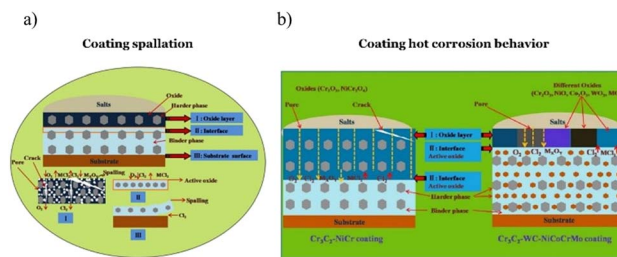 a)
Coating spallation
Oxide
Harder phase
Salts
I : Oxide layer
II : Interface
Binder phase
III: Substrate surface
Substrate
Pore
Crack
Spalling
Active oxide
I
II
Spalling
III
Cl₂
b)
Coating hot corrosion behavior
Oxides (Cr₂O₃, NiCr₂O₄)
Different Oxides
Pore
Crack
Pore
Salts
Salts
I : Oxide layer
II : Interface
Active oxide
II : Interface
Active oxide
Harder phase
Binder phase
Substrate
Substrate
Cr₃C₂-NiCr coating
Cr₃C₂-WC-NiCoCrMo coating